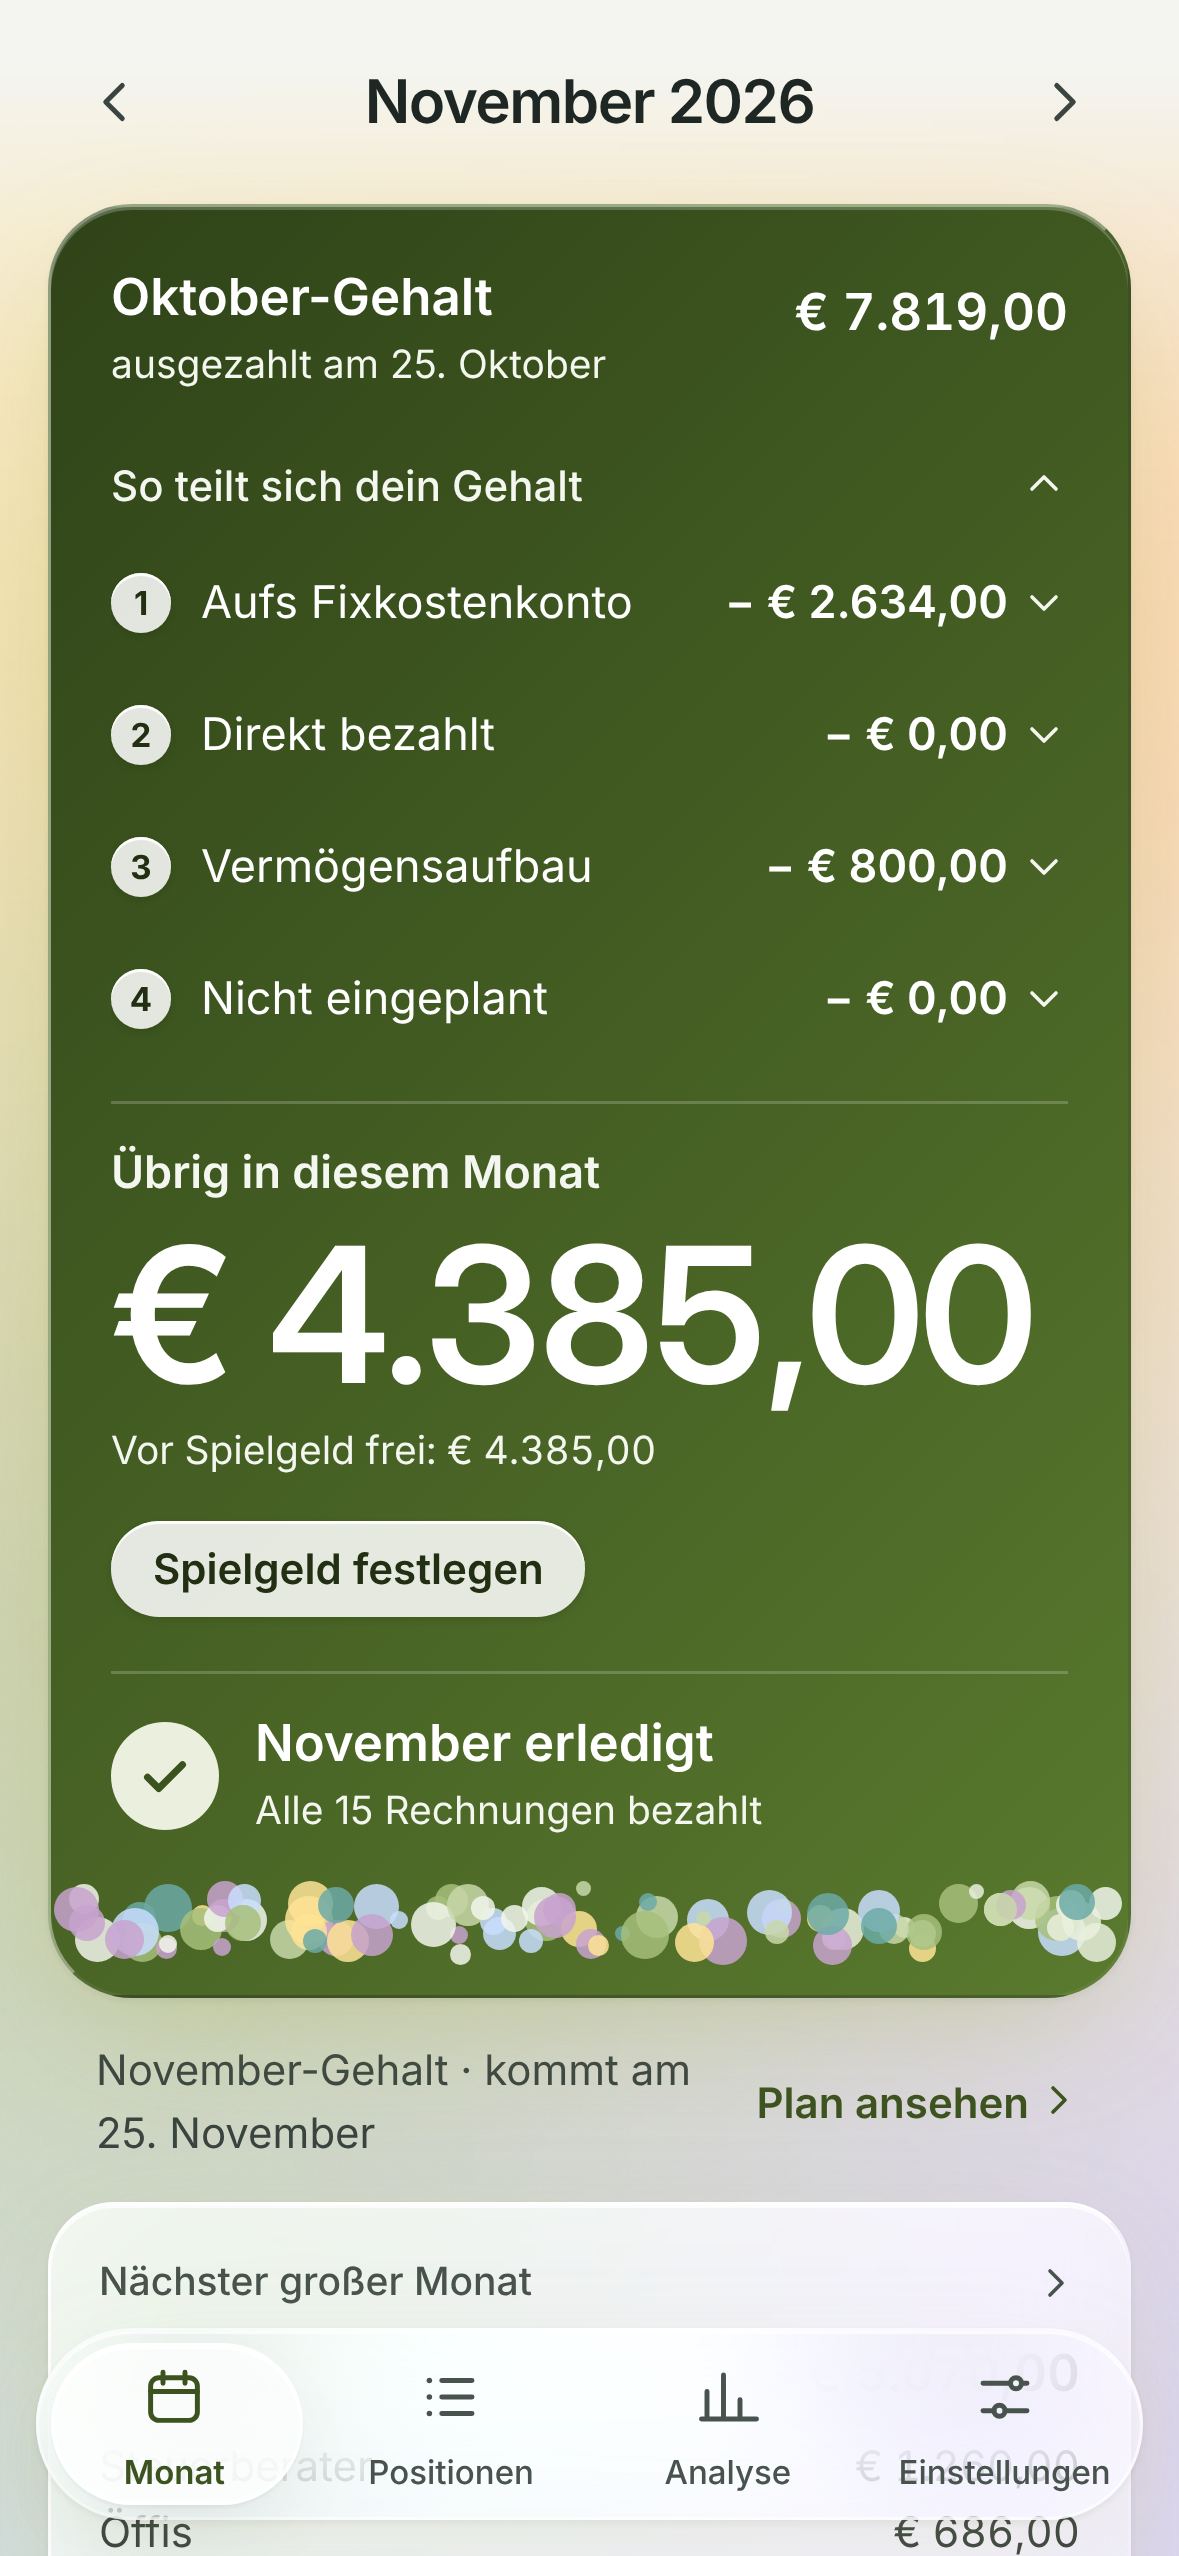 November 2026
Oktober-Gehalt
€ 7.819,00
ausgezahlt am 25. Oktober
So teilt sich dein Gehalt
1 Aufs Fixkostenkonto – € 2.634,00
2 Direkt bezahlt – € 0,00
3 Vermögensaufbau – € 800,00
4 Nicht eingeplant – € 0,00
Übrig in diesem Monat
€ 4.385,00
Vor Spielgeld frei: € 4.385,00
Spielgeld festlegen
November erledigt
Alle 15 Rechnungen bezahlt
November-Gehalt · kommt am
25. November
Plan ansehen
Nächster großer Monat
Monat Positionen Analyse Einstellungen
Öffis € 686,00